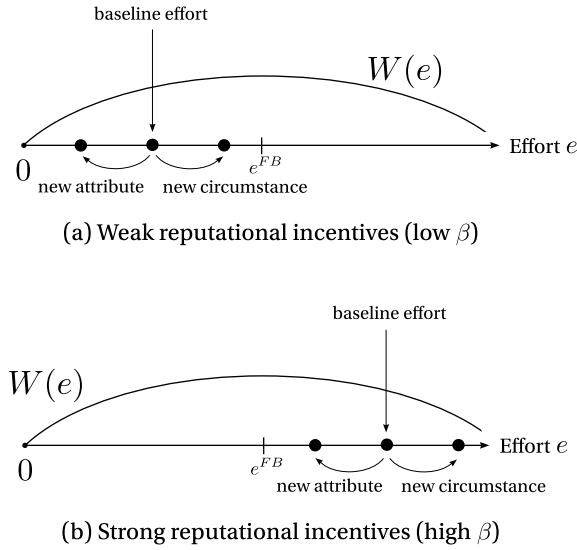 baseline effort
W(e)
Effort e
0
e^{FB}
new attribute new circumstance
(a) Weak reputational incentives (low β)
baseline effort
W(e)
Effort e
0
e^{FB}
new attribute new circumstance
(b) Strong reputational incentives (high β)